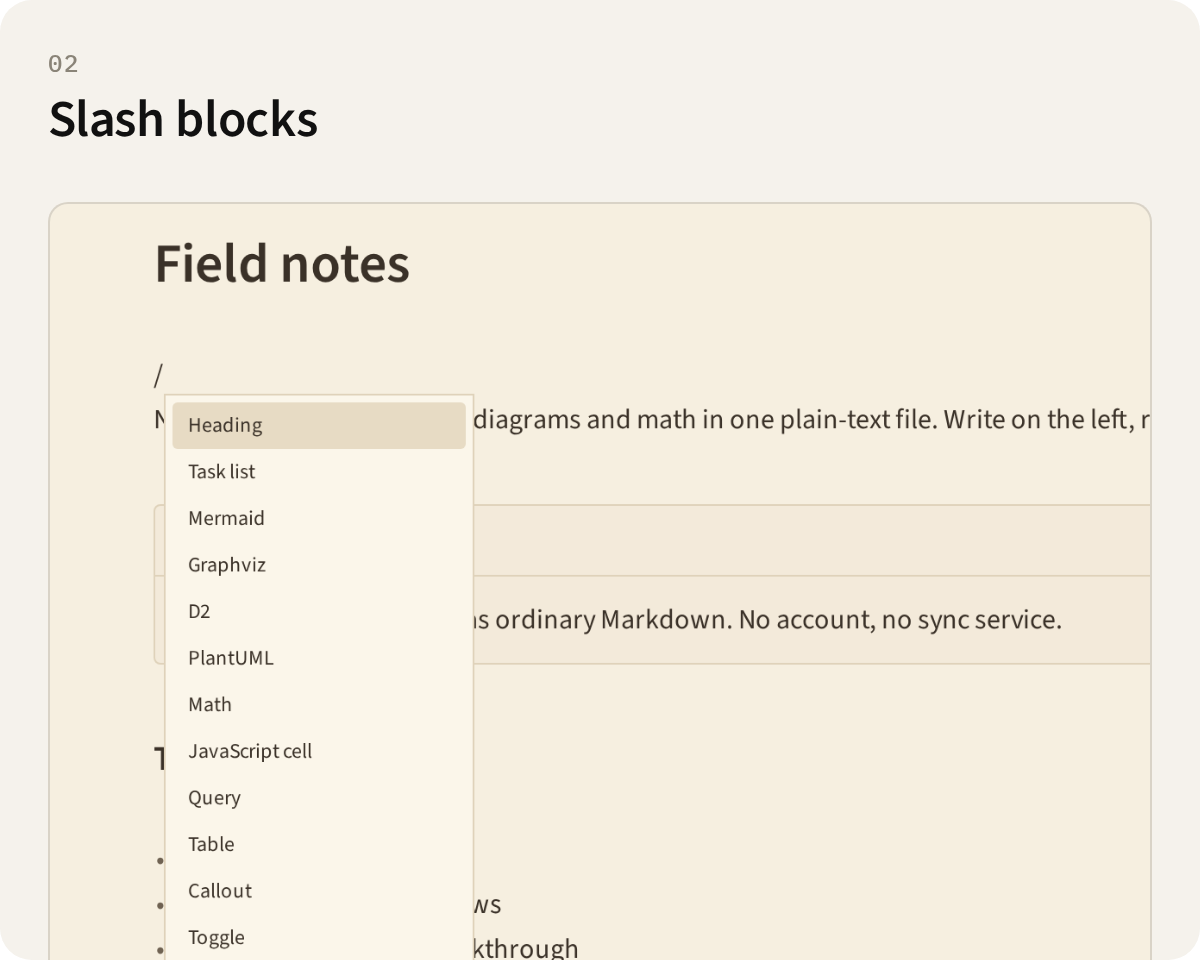 02
Slash blocks
Field notes
/
diagrams and math in one plain-text file. Write on the left,
Heading
Task list
Mermaid
Graphviz
D2
ordinary Markdown. No account, no sync service.
PlantUML
Math
JavaScript cell
Query
Table
Callout
Toggle